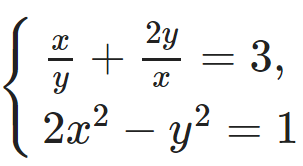 x/y + 2y/x = 3,
2x² − y² = 1